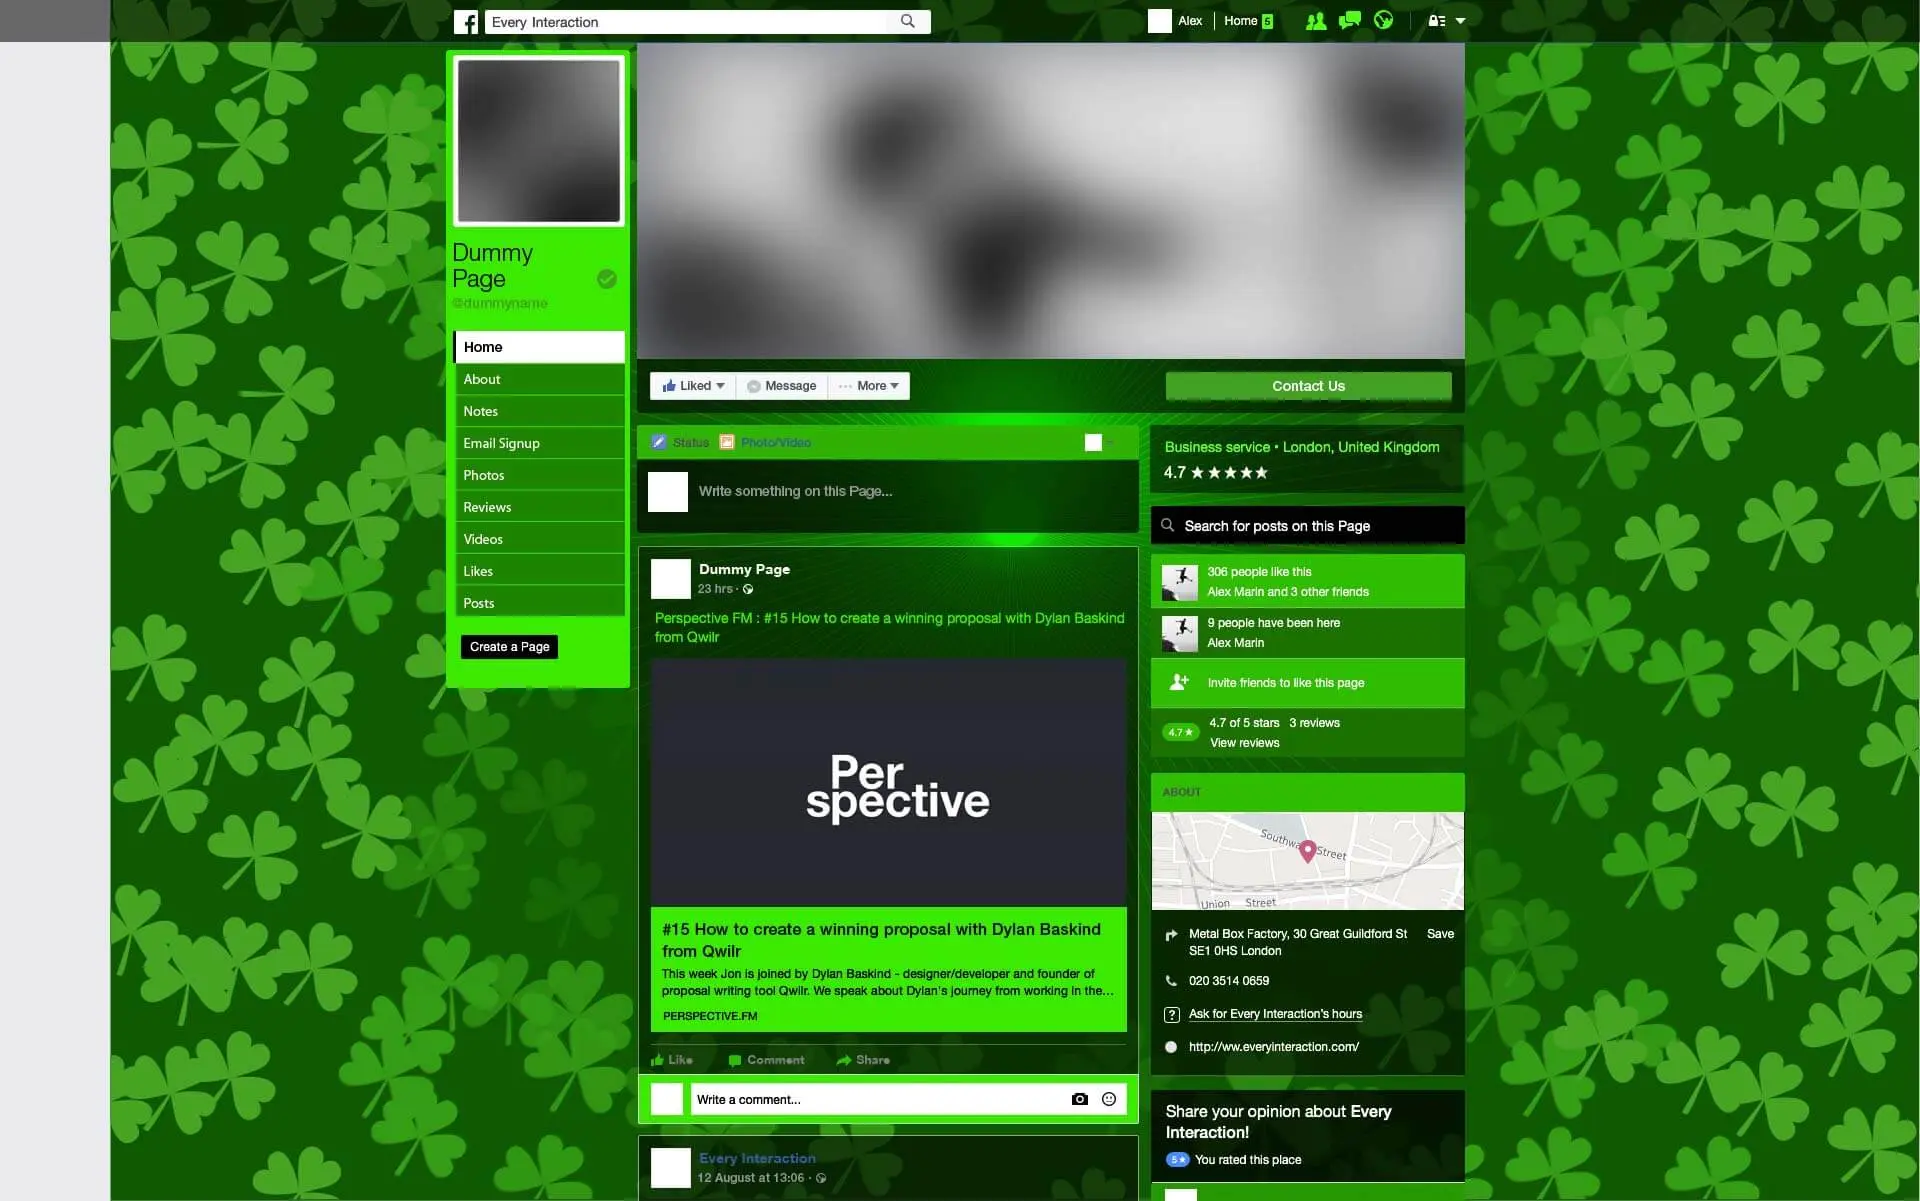 Every Interaction
Alex
Home 5
Dummy
Page
@dummyname
Home
About
Notes
Email Signup
Photos
Reviews
Videos
Likes
Posts
Create a Page
Liked
Message
More
Contact Us
Status
Photo/Video
Write something on this Page...
Dummy Page
23 hrs ·
Perspective FM : #15 How to create a winning proposal with Dylan Baskind
from Qwilr
Per
spective
#15 How to create a winning proposal with Dylan Baskind
from Qwilr
This week Jon is joined by Dylan Baskind - designer/developer and founder of
proposal writing tool Qwilr. We speak about Dylan's journey from working in the...
PERSPECTIVE.FM
Like
Comment
Share
Write a comment...
Every Interaction
12 August at 13:06 ·
Business service • London, United Kingdom
4.7 ★★★★★
Search for posts on this Page
306 people like this
Alex Marin and 3 other friends
9 people have been here
Alex Marin
Invite friends to like this page
4.7 ★
4.7 of 5 stars 3 reviews
View reviews
ABOUT
Southwa Street
Union Street
Metal Box Factory, 30 Great Guildford St
Save
SE1 0HS London
020 3514 0659
Ask for Every Interaction's hours
http://ww.everyinteraction.com/
Share your opinion about Every
Interaction!
5★ You rated this place